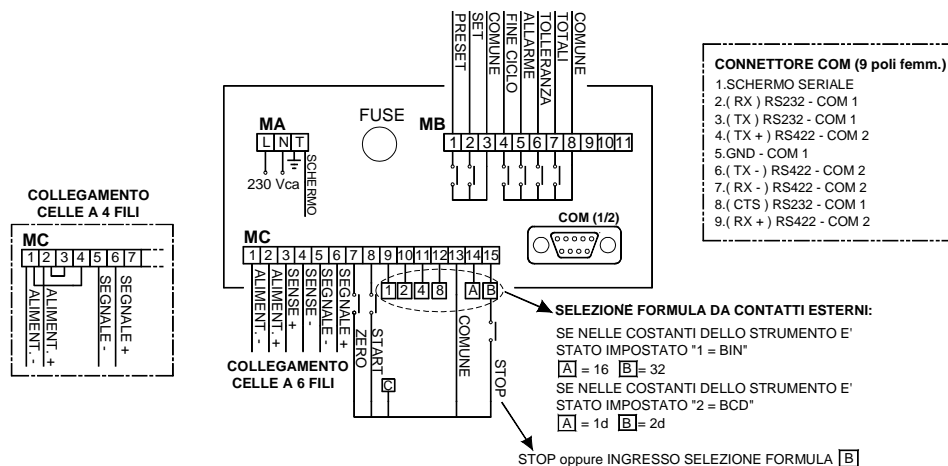 PRESET
SET
COMUNE
FINE CICLO
ALLARME
TOLLERANZA
TOTALI
COMUNE
MA
L N T
230 Vca
SCHERMO
FUSE
MB
1 2 3 4 5 6 7 8 9 10 11
COM (1/2)
CONNETTORE COM (9 poli femm.)
1.SCHERMO SERIALE
2.( RX ) RS232 - COM 1
3.( TX ) RS232 - COM 1
4.( TX + ) RS422 - COM 2
5.GND - COM 1
6.( TX - ) RS422 - COM 2
7.( RX - ) RS422 - COM 2
8.( CTS ) RS232 - COM 1
9.( RX + ) RS422 - COM 2
COLLEGAMENTO
CELLE A 4 FILI
MC
1 2 3 4 5 6 7
ALIMENT. -
ALIMENT. +
SEGNALE -
SEGNALE +
MC
1 2 3 4 5 6 7 8 9 10 11 12 13 14 15
ALIMENT. -
ALIMENT. +
SENSE +
SENSE -
SEGNALE -
SEGNALE +
ZERO
START
1 2 4 8
C
COMUNE
A B
STOP
COLLEGAMENTO
CELLE A 6 FILI
SELEZIONE FORMULA DA CONTATTI ESTERNI:
SE NELLE COSTANTI DELLO STRUMENTO E'
STATO IMPOSTATO "1 = BIN"
A = 16 B = 32
SE NELLE COSTANTI DELLO STRUMENTO E'
STATO IMPOSTATO "2 = BCD"
A = 1d B = 2d
STOP oppure INGRESSO SELEZIONE FORMULA B